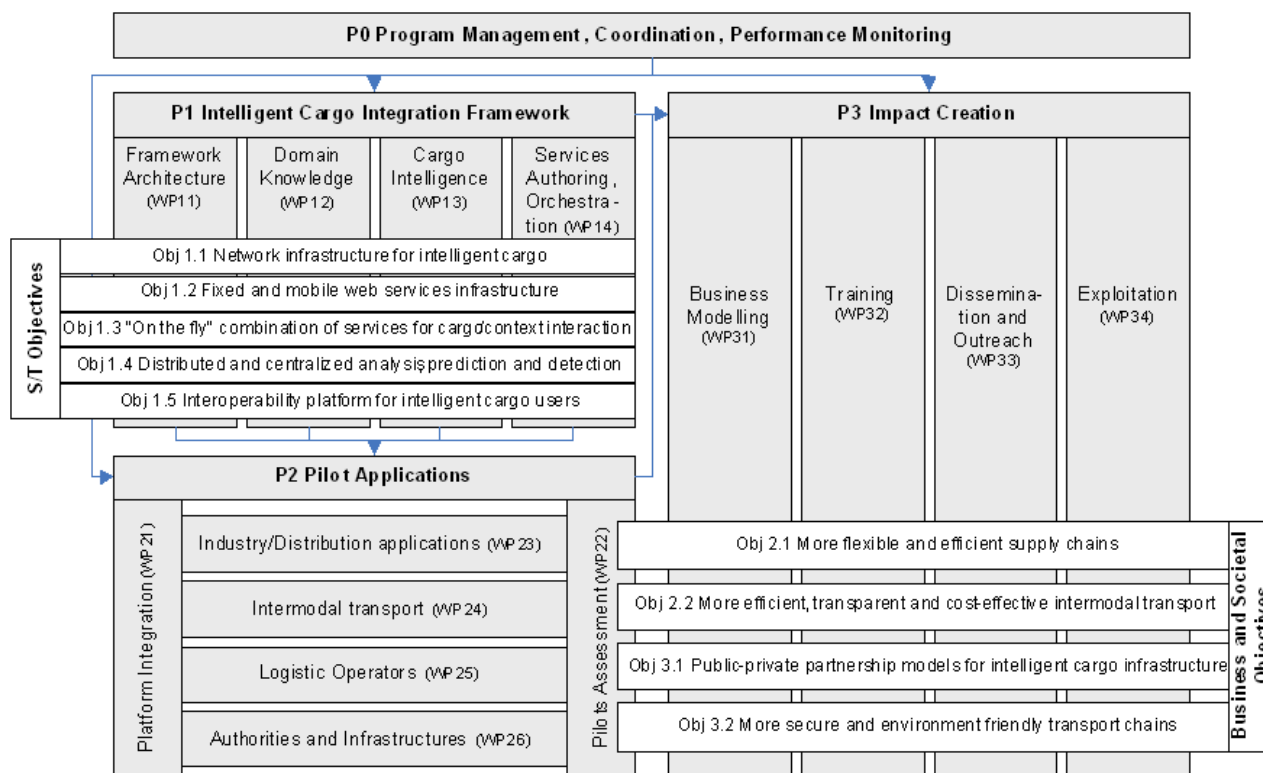 P0 Program Management, Coordination, Performance Monitoring
P1 Intelligent Cargo Integration Framework
P3 Impact Creation
Framework
Architecture
(WP11)
Domain
Knowledge
(WP12)
Cargo
Intelligence
(WP13)
Services
Authoring,
Orchestra-
tion (WP14)
S/T Objectives
Obj 1.1 Network infrastructure for intelligent cargo
Obj 1.2 Fixed and mobile web services infrastructure
Obj 1.3 "On the fly" combination of services for cargo/context interaction
Obj 1.4 Distributed and centralized analysis, prediction and detection
Obj 1.5 Interoperability platform for intelligent cargo users
Business
Modelling
(WP31)
Training
(WP32)
Dissemina-
tion and
Outreach
(WP33)
Exploitation
(WP34)
P2 Pilot Applications
Platform Integration (WP21)
Industry/Distribution applications (WP23)
Intermodal transport (WP24)
Logistic Operators (WP25)
Authorities and Infrastructures (WP26)
Pilots Assessment (WP22)
Obj 2.1 More flexible and efficient supply chains
Obj 2.2 More efficient, transparent and cost-effective intermodal transport
Obj 3.1 Public-private partnership models for intelligent cargo infrastructure
Obj 3.2 More secure and environment friendly transport chains
Business and Societal
Objectives